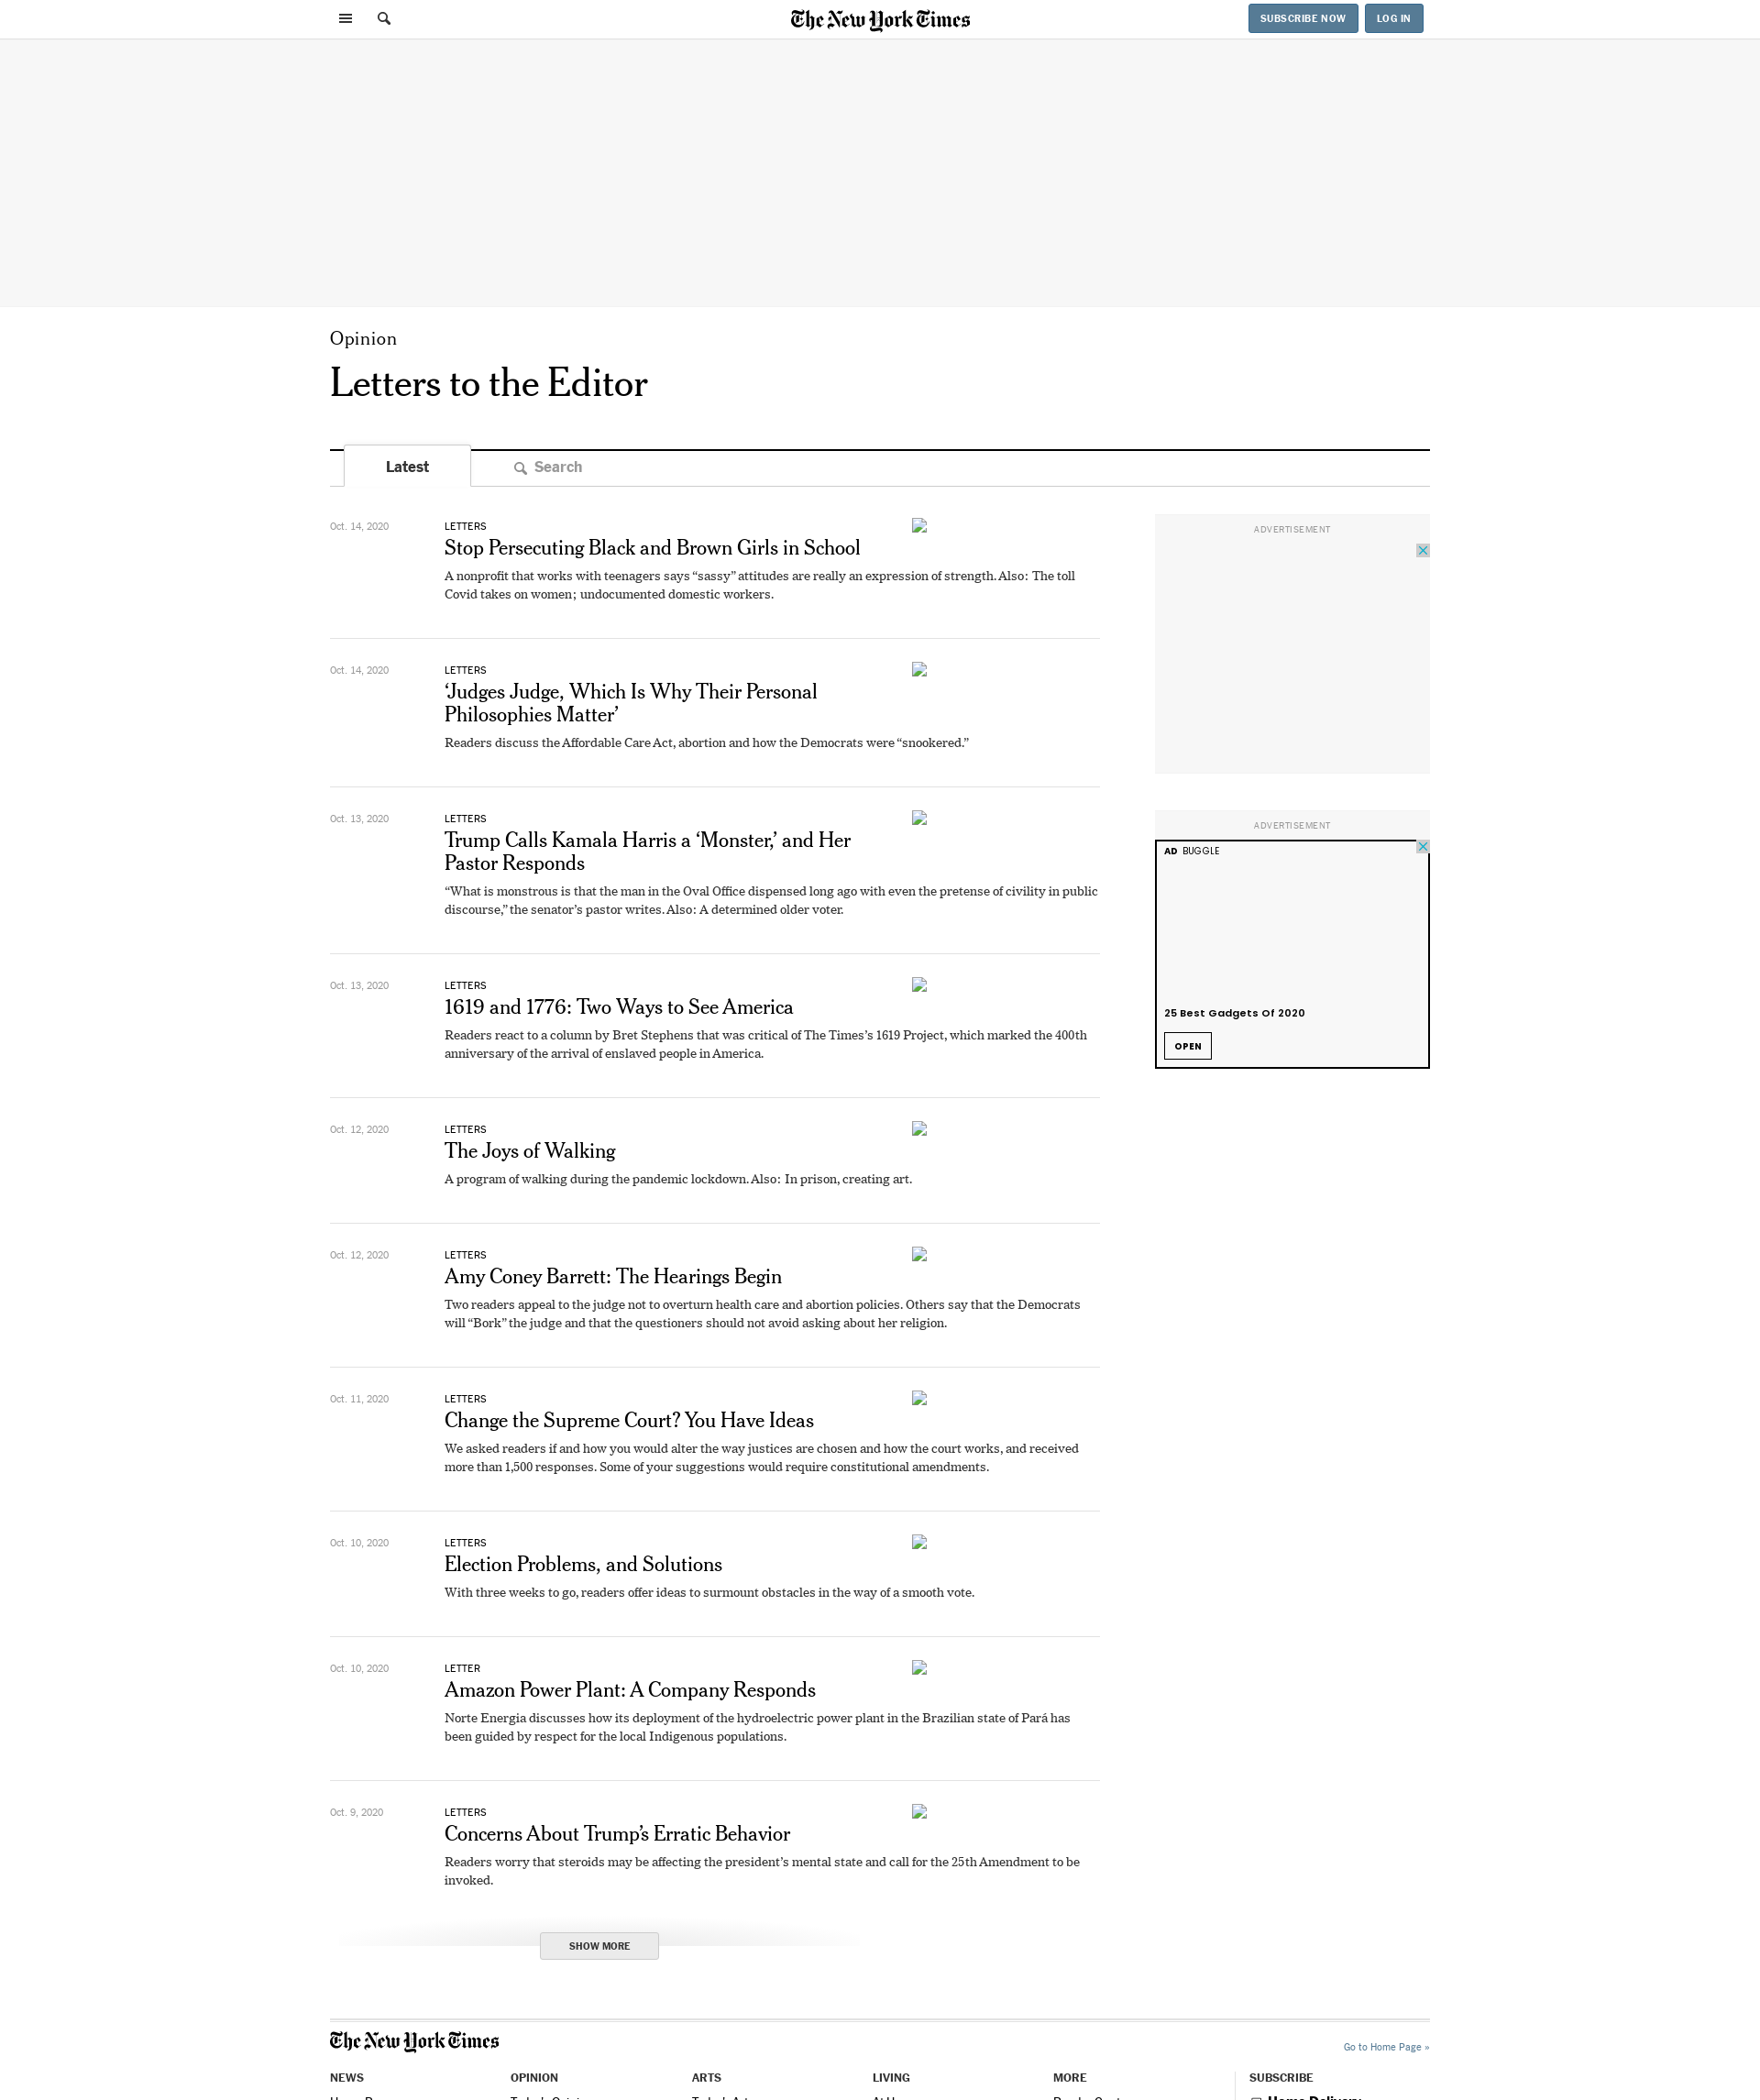 The New York Times
SUBSCRIBE NOW
LOG IN
Opinion
Letters to the Editor
Latest
Search
Oct. 14, 2020
LETTERS
Stop Persecuting Black and Brown Girls in School
A nonprofit that works with teenagers says “sassy” attitudes are really an expression of strength. Also: The toll
Covid takes on women; undocumented domestic workers.
Oct. 14, 2020
LETTERS
‘Judges Judge, Which Is Why Their Personal
Philosophies Matter’
Readers discuss the Affordable Care Act, abortion and how the Democrats were “snookered.”
Oct. 13, 2020
LETTERS
Trump Calls Kamala Harris a ‘Monster,’ and Her
Pastor Responds
“What is monstrous is that the man in the Oval Office dispensed long ago with even the pretense of civility in public
discourse,” the senator’s pastor writes. Also: A determined older voter.
Oct. 13, 2020
LETTERS
1619 and 1776: Two Ways to See America
Readers react to a column by Bret Stephens that was critical of The Times’s 1619 Project, which marked the 400th
anniversary of the arrival of enslaved people in America.
Oct. 12, 2020
LETTERS
The Joys of Walking
A program of walking during the pandemic lockdown. Also: In prison, creating art.
Oct. 12, 2020
LETTERS
Amy Coney Barrett: The Hearings Begin
Two readers appeal to the judge not to overturn health care and abortion policies. Others say that the Democrats
will “Bork” the judge and that the questioners should not avoid asking about her religion.
Oct. 11, 2020
LETTERS
Change the Supreme Court? You Have Ideas
We asked readers if and how you would alter the way justices are chosen and how the court works, and received
more than 1,500 responses. Some of your suggestions would require constitutional amendments.
Oct. 10, 2020
LETTERS
Election Problems, and Solutions
With three weeks to go, readers offer ideas to surmount obstacles in the way of a smooth vote.
Oct. 10, 2020
LETTER
Amazon Power Plant: A Company Responds
Norte Energia discusses how its deployment of the hydroelectric power plant in the Brazilian state of Pará has
been guided by respect for the local Indigenous populations.
Oct. 9, 2020
LETTERS
Concerns About Trump’s Erratic Behavior
Readers worry that steroids may be affecting the president’s mental state and call for the 25th Amendment to be
invoked.
SHOW MORE
ADVERTISEMENT
ADVERTISEMENT
AD BUGGLE
25 Best Gadgets Of 2020
OPEN
The New York Times
Go to Home Page »
NEWS
OPINION
ARTS
LIVING
MORE
SUBSCRIBE